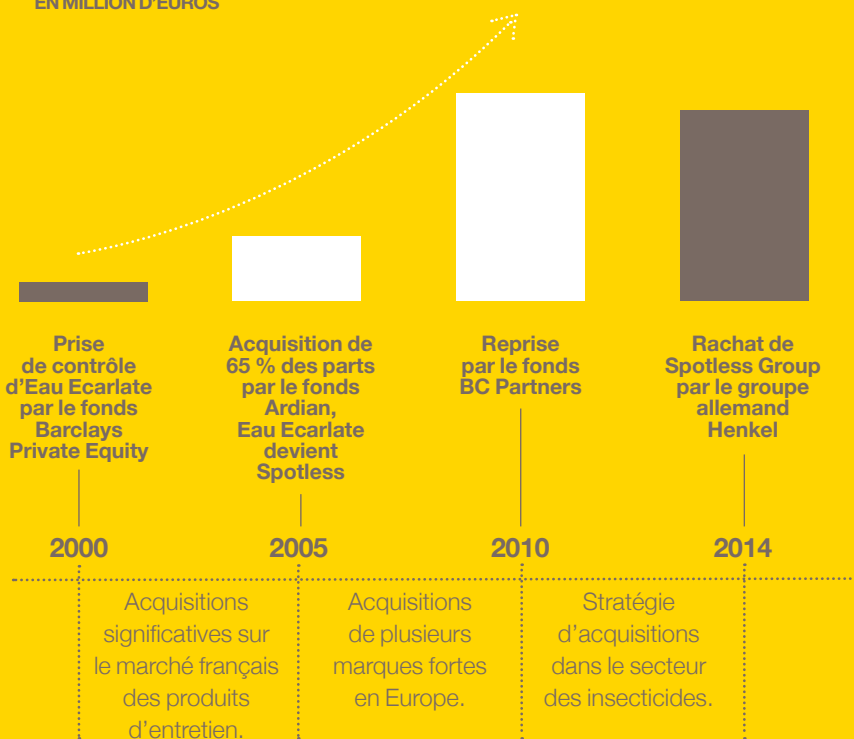 EN MILLION D'EUROS
Prise
de contrôle
d'Eau Ecarlate
par le fonds
Barclays
Private Equity
Acquisition de
65 % des parts
par le fonds
Ardian,
Eau Ecarlate
devient
Spotless
Reprise
par le fonds
BC Partners
Rachat de
Spotless Group
par le groupe
allemand
Henkel
2000
2005
2010
2014
Acquisitions
significatives sur
le marché français
des produits
d'entretien.
Acquisitions
de plusieurs
marques fortes
en Europe.
Stratégie
d'acquisitions
dans le secteur
des insecticides.